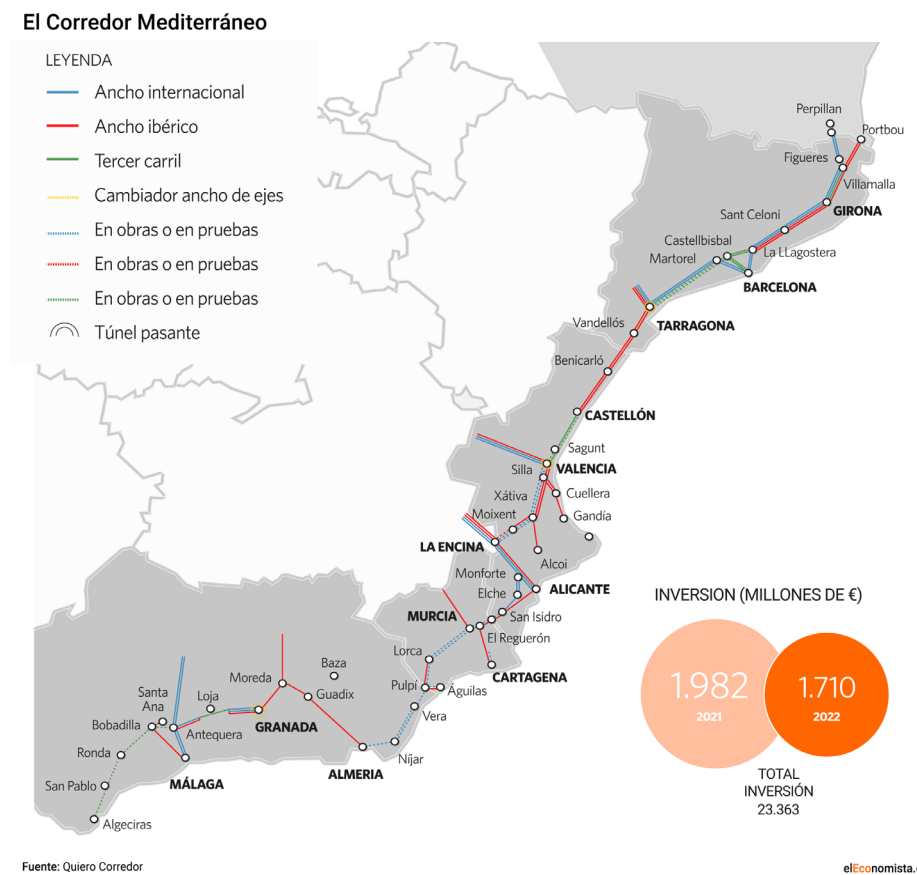 El Corredor Mediterráneo
LEYENDA
Ancho internacional
Ancho ibérico
Tercer carril
Cambiador ancho de ejes
En obras o en pruebas
En obras o en pruebas
En obras o en pruebas
Túnel pasante
Perpillan
Portbou
Figueres
Villamalla
GIRONA
Sant Celoni
Castellbisbal
La LLagostera
Martorel
BARCELONA
TARRAGONA
Vandellós
Benicarló
CASTELLÓN
Sagunt
Silla
VALENCIA
Xátiva
Cuellera
Moixent
Gandía
LA ENCINA
Alcoi
Monforte
ALICANTE
Elche
San Isidro
MURCIA
El Reguerón
Lorca
CARTAGENA
Pulpí
Águilas
Vera
Níjar
ALMERIA
Baza
Moreda
Guadix
GRANADA
Loja
Santa
Ana
Bobadilla
Antequera
Ronda
MÁLAGA
San Pablo
Algeciras
INVERSION (MILLONES DE €)
1.982
2021
1.710
2022
TOTAL
INVERSIÓN
23.363
Fuente: Quiero Corredor
elEconomista.